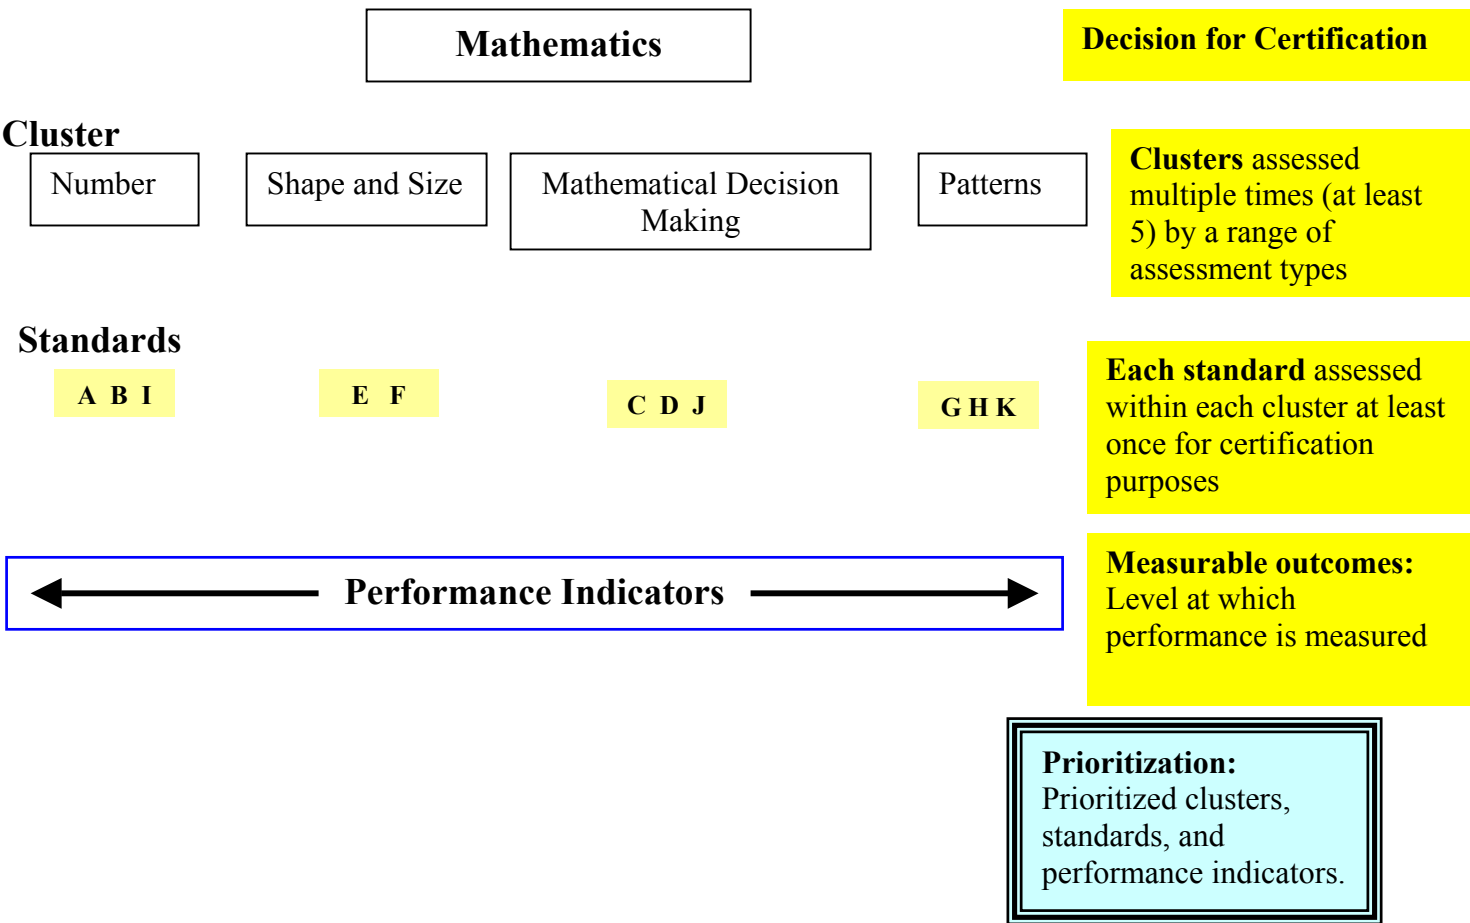 Mathematics
Decision for Certification
Cluster
Number
Shape and Size
Mathematical Decision
Making
Patterns
Clusters assessed
multiple times (at least
5) by a range of
assessment types
Standards
A B I
E F
C D J
G H K
Each standard assessed
within each cluster at least
once for certification
purposes
Performance Indicators
Measurable outcomes:
Level at which
performance is measured
Prioritization:
Prioritized clusters,
standards, and
performance indicators.